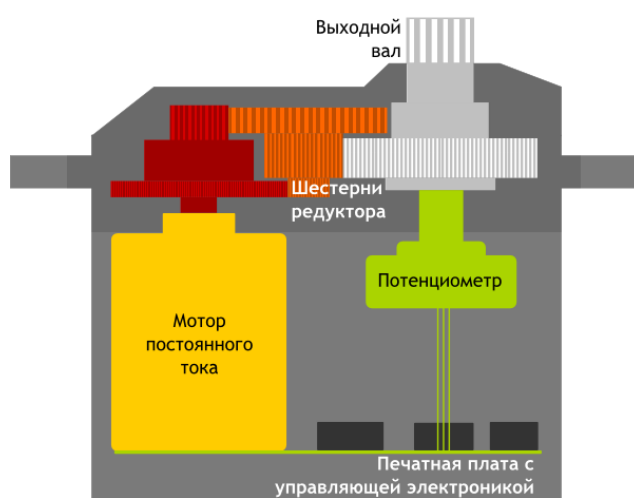 Выходной
вал
Шестерни
редуктора
Потенциометр
Мотор
постоянного
тока
Печатная плата с
управляющей электроникой